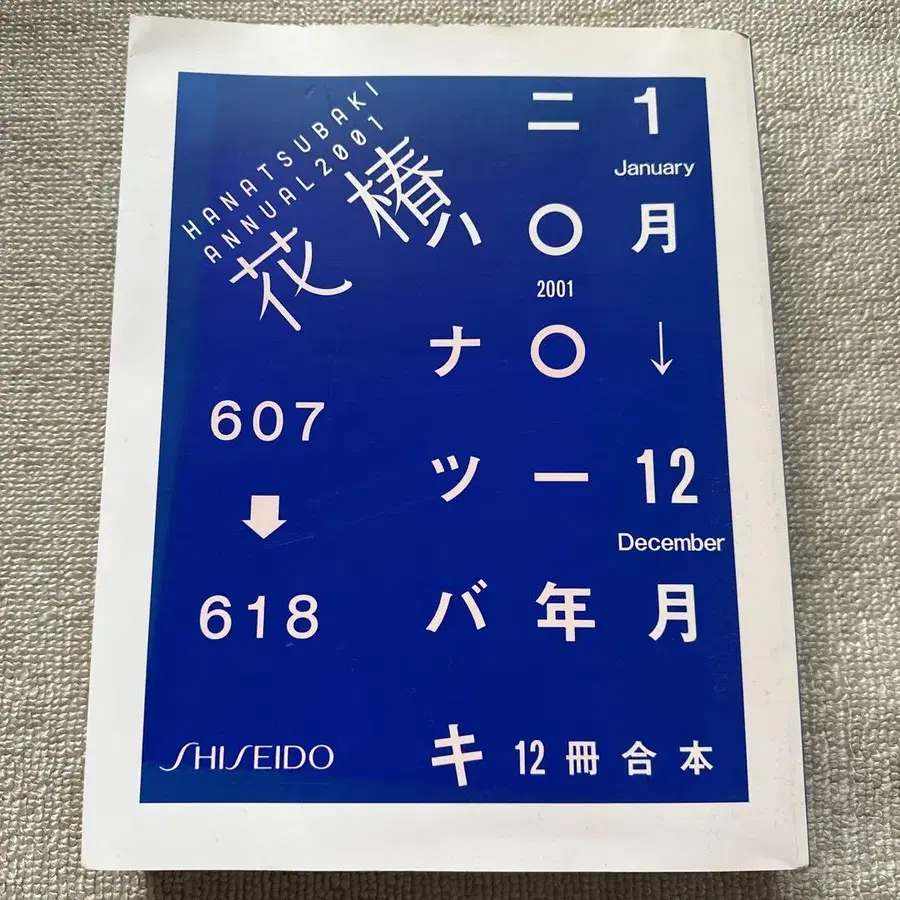 HANATSUBAKI
ANNUAL2001
花椿
1
January
月
↓
12
December
月
二〇
2001
〇一年
ハナツバキ
607
⬇
618
12冊合本
SHISEIDO